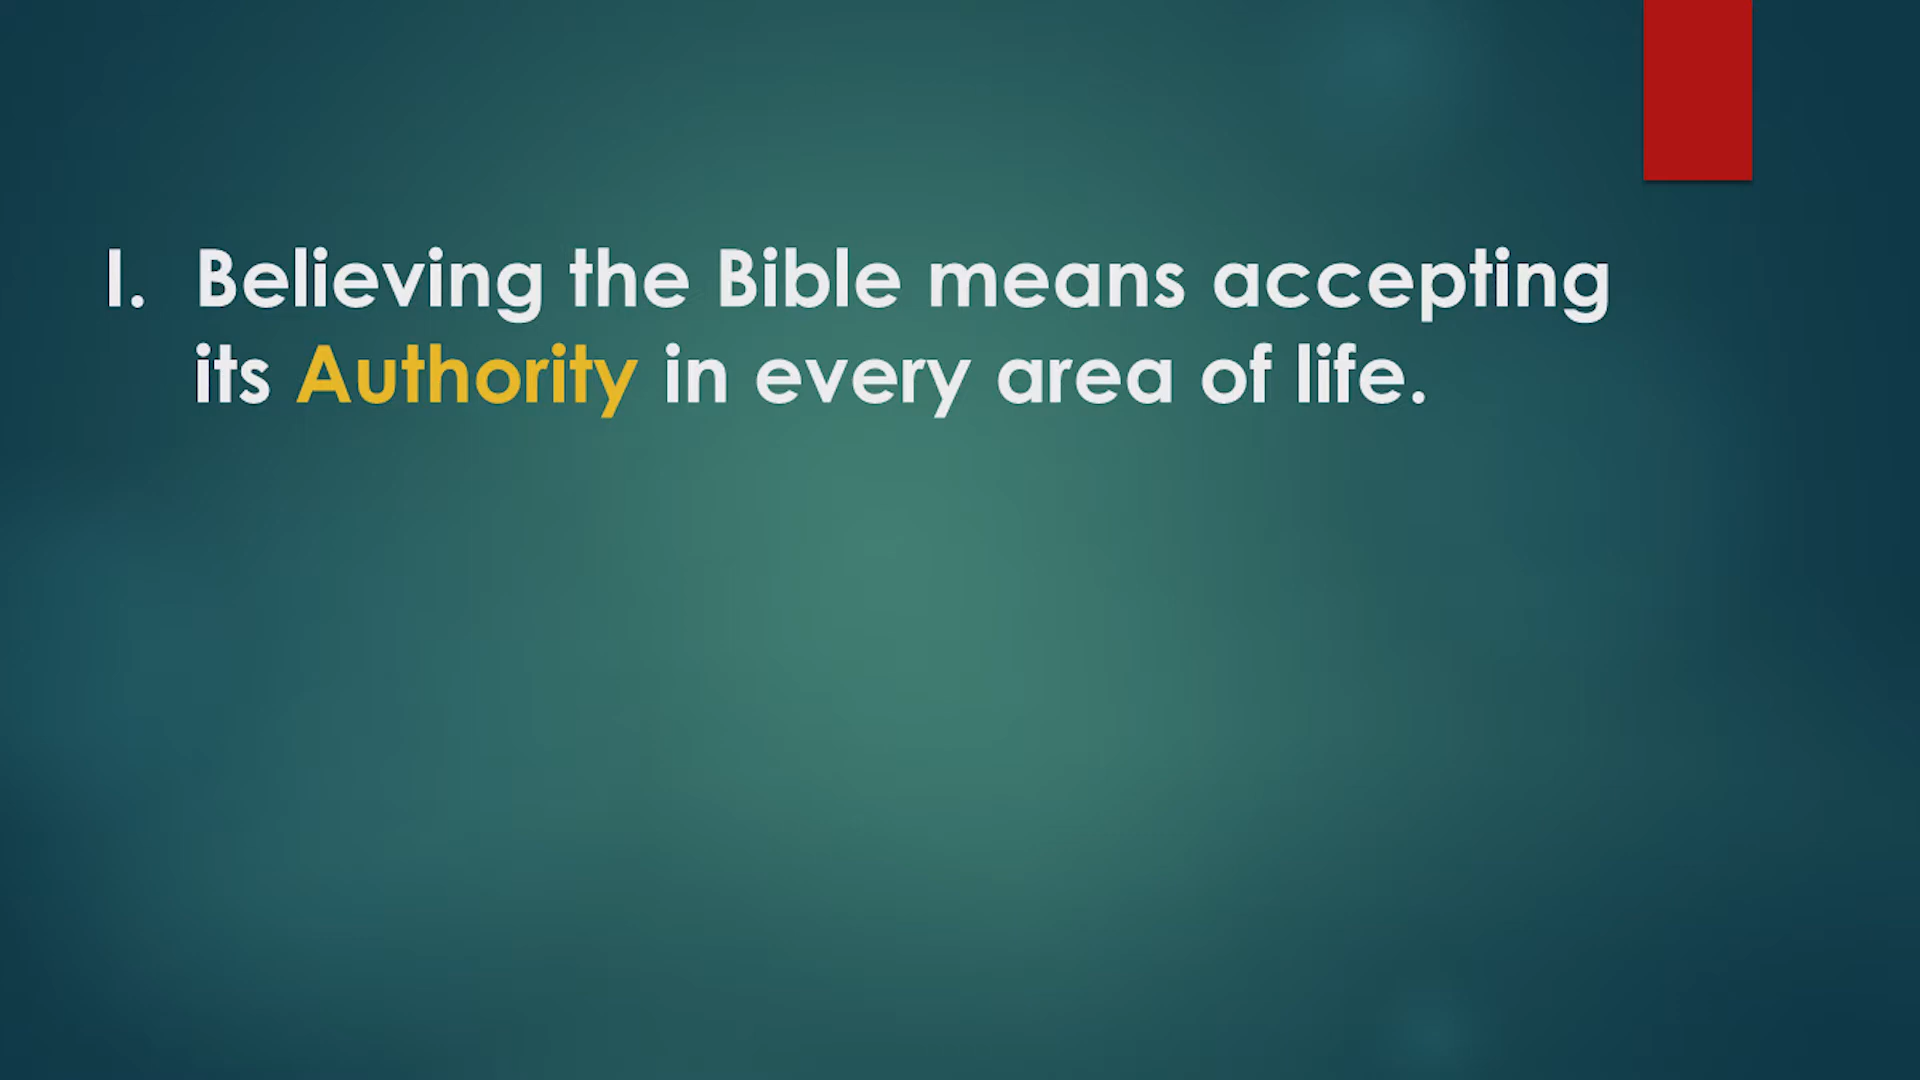 I. Believing the Bible means accepting
its Authority in every area of life.